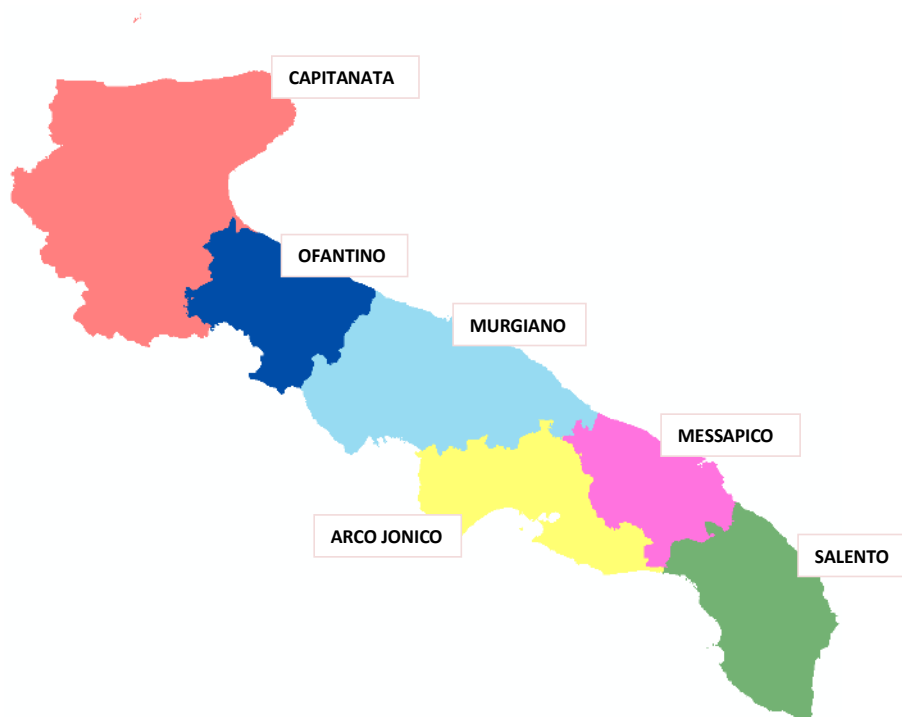 CAPITANATA
OFANTINO
MURGIANO
MESSAPICO
ARCO JONICO
SALENTO